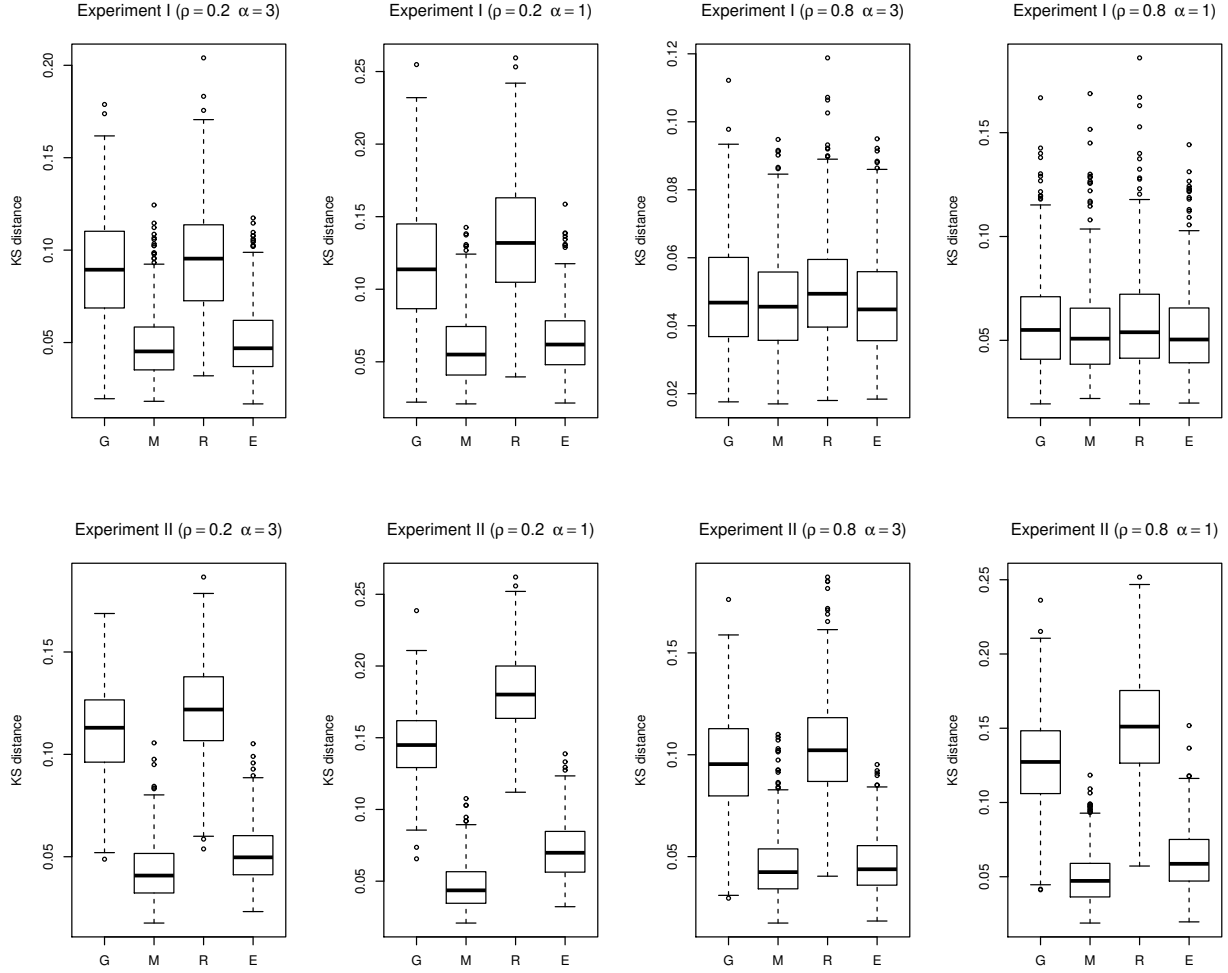 Experiment I (ρ = 0.2 α = 3)
Experiment I (ρ = 0.2 α = 1)
Experiment I (ρ = 0.8 α = 3)
Experiment I (ρ = 0.8 α = 1)
KS distance
0.05 0.10 0.15 0.20
G M R E
KS distance
0.05 0.10 0.15 0.20 0.25
G M R E
KS distance
0.02 0.04 0.06 0.08 0.10 0.12
G M R E
KS distance
0.05 0.10 0.15
G M R E
Experiment II (ρ = 0.2 α = 3)
Experiment II (ρ = 0.2 α = 1)
Experiment II (ρ = 0.8 α = 3)
Experiment II (ρ = 0.8 α = 1)
KS distance
0.05 0.10 0.15
G M R E
KS distance
0.05 0.10 0.15 0.20 0.25
G M R E
KS distance
0.05 0.10 0.15
G M R E
KS distance
0.05 0.10 0.15 0.20 0.25
G M R E